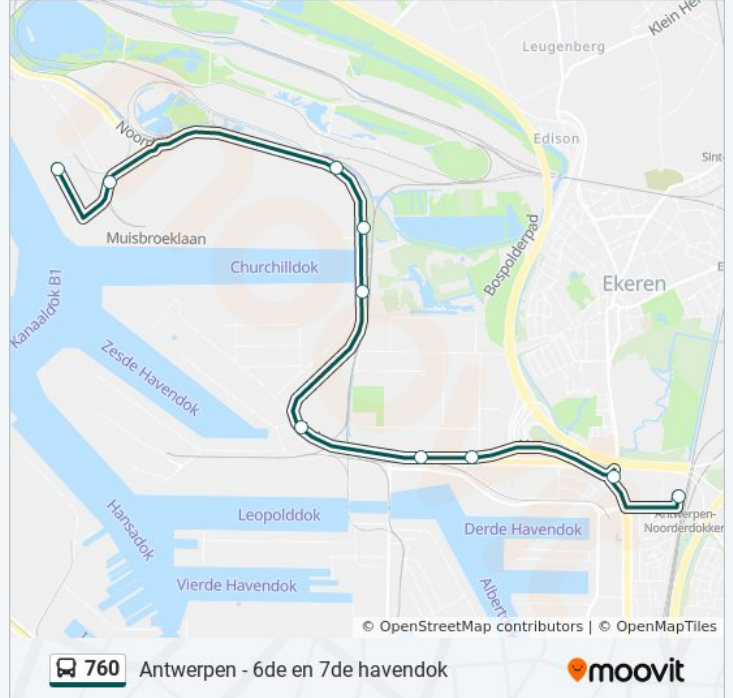 Klein He
Leugenberg
Edison
Noord
Sint-
Bospolderpad
Muisbroeklaan
Churchilldok
Ekeren
E
Kanaaldok B1
Zesde Havendok
Hansadok
Leopolddok
Antwerpen-
Noorderdokken
Derde Havendok
Vierde Havendok
Albert
© OpenStreetMap contributors | © OpenMapTiles
760 Antwerpen - 6de en 7de havendok
moovit